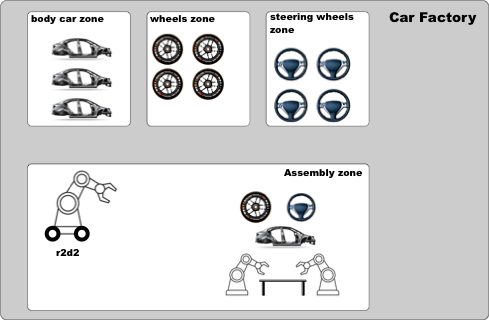 Car Factory
body car zone
wheels zone
steering wheels
zone
Assembly zone
r2d2